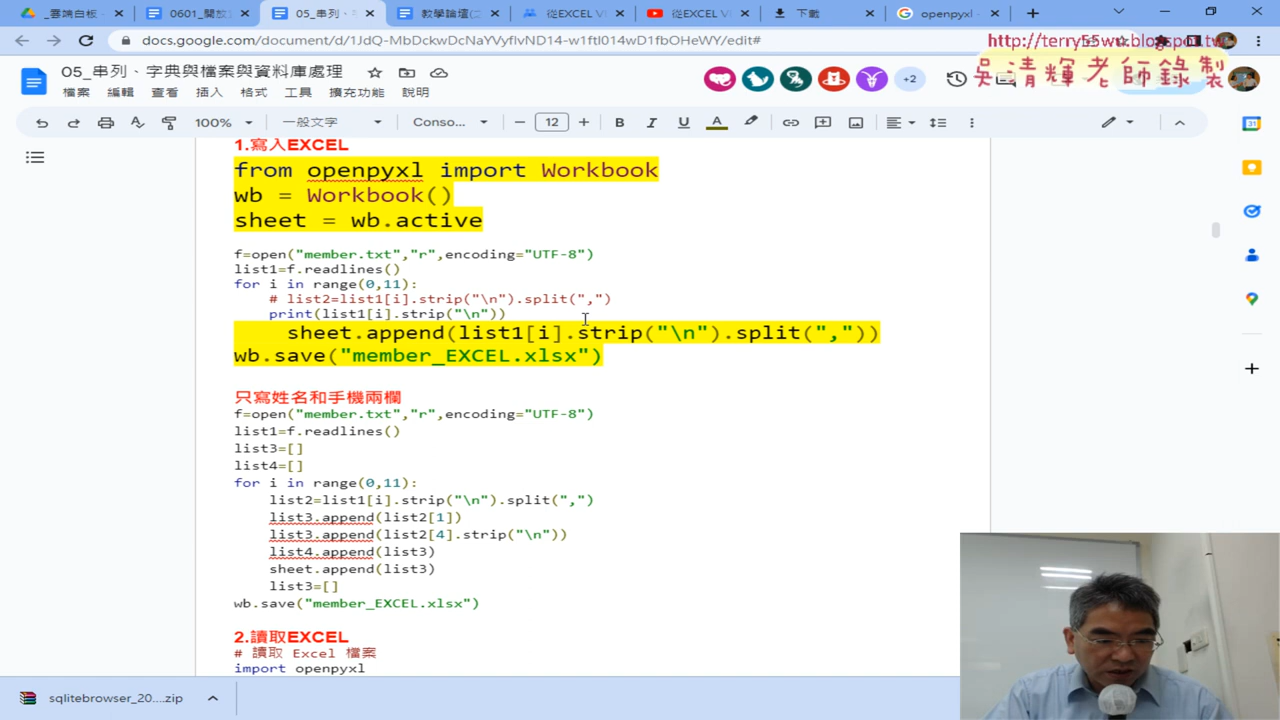 _雲端白板 -
0601_開放
05_串列、
教學論壇(2
從EXCEL V
從EXCEL V
下載
openpyxl -
docs.google.com/document/d/1JdQ-MbDckwDcNaYVyflvND14-w1ftl014wD1fbOHeWY/edit#
http://terry55wu.blogspot.tw
吳清輝老師錄製
05_串列、字典與檔案與資料庫處理
+2
檔案 編輯 查看 插入 格式 工具 擴充功能 說明
100% 一般文字 Conso... 12 B I U A
1.寫入EXCEL
from openpyxl import Workbook
wb = Workbook()
sheet = wb.active
f=open("member.txt","r",encoding="UTF-8")
list1=f.readlines()
for i in range(0,11):
# list2=list1[i].strip("\n").split(",")
print(list1[i].strip("\n"))
sheet.append(list1[i].strip("\n").split(","))
wb.save("member_EXCEL.xlsx")
只寫姓名和手機兩欄
f=open("member.txt","r",encoding="UTF-8")
list1=f.readlines()
list3=[]
list4=[]
for i in range(0,11):
list2=list1[i].strip("\n").split(",")
list3.append(list2[1])
list3.append(list2[4].strip("\n"))
list4.append(list3)
sheet.append(list3)
list3=[]
wb.save("member_EXCEL.xlsx")
2.讀取EXCEL
# 讀取 Excel 檔案
import openpyxl
sqlitebrowser_20....zip